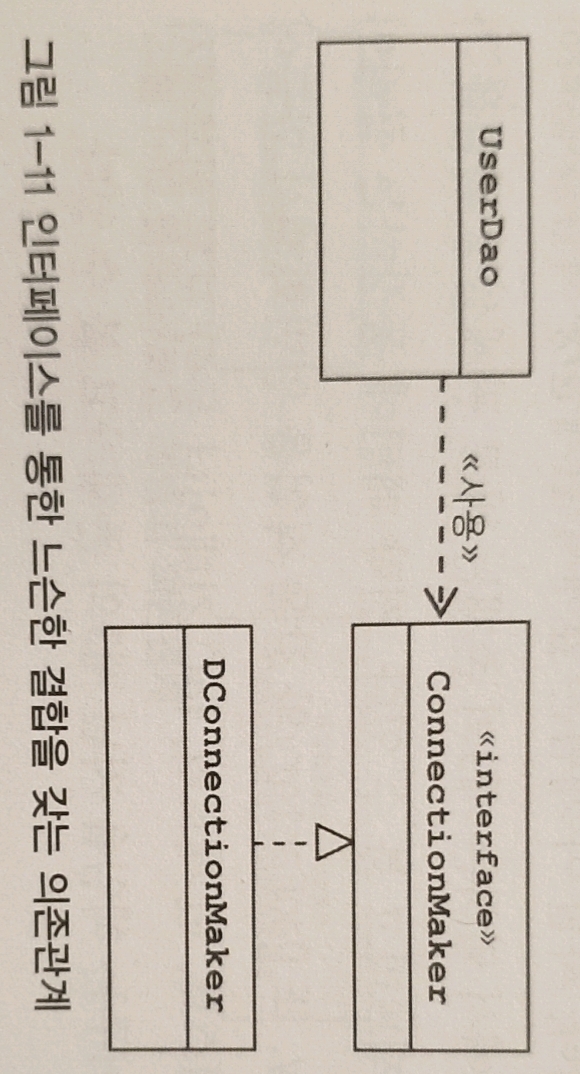 UserDao
«사용»
«interface»
ConnectionMaker
DConnectionMaker
그림 1-11 인터페이스를 통한 느슨한 결합을 갖는 의존관계